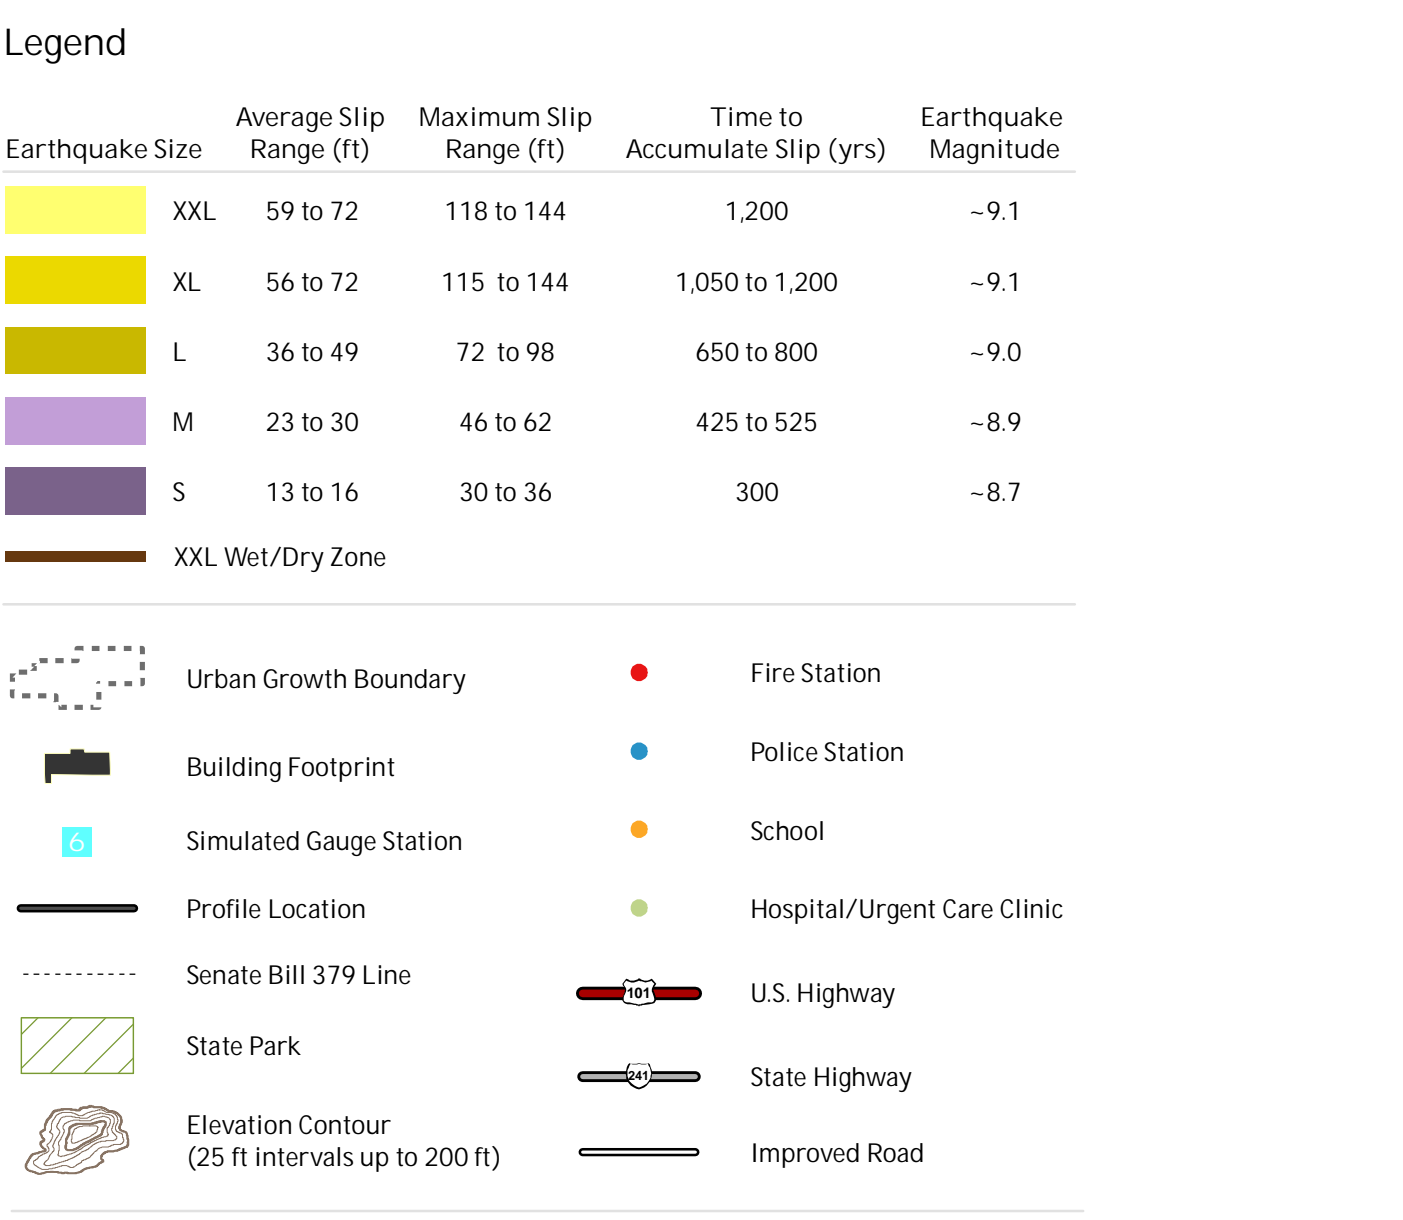 Legend
Earthquake Size Average Slip Range (ft) Maximum Slip Range (ft) Time to Accumulate Slip (yrs) Earthquake Magnitude
XXL 59 to 72 118 to 144 1,200 ~9.1
XL 56 to 72 115 to 144 1,050 to 1,200 ~9.1
L 36 to 49 72 to 98 650 to 800 ~9.0
M 23 to 30 46 to 62 425 to 525 ~8.9
S 13 to 16 30 to 36 300 ~8.7
XXL Wet/Dry Zone
Urban Growth Boundary
Building Footprint
6 Simulated Gauge Station
Profile Location
Senate Bill 379 Line
State Park
Elevation Contour
(25 ft intervals up to 200 ft)
Fire Station
Police Station
School
Hospital/Urgent Care Clinic
101 U.S. Highway
241 State Highway
Improved Road